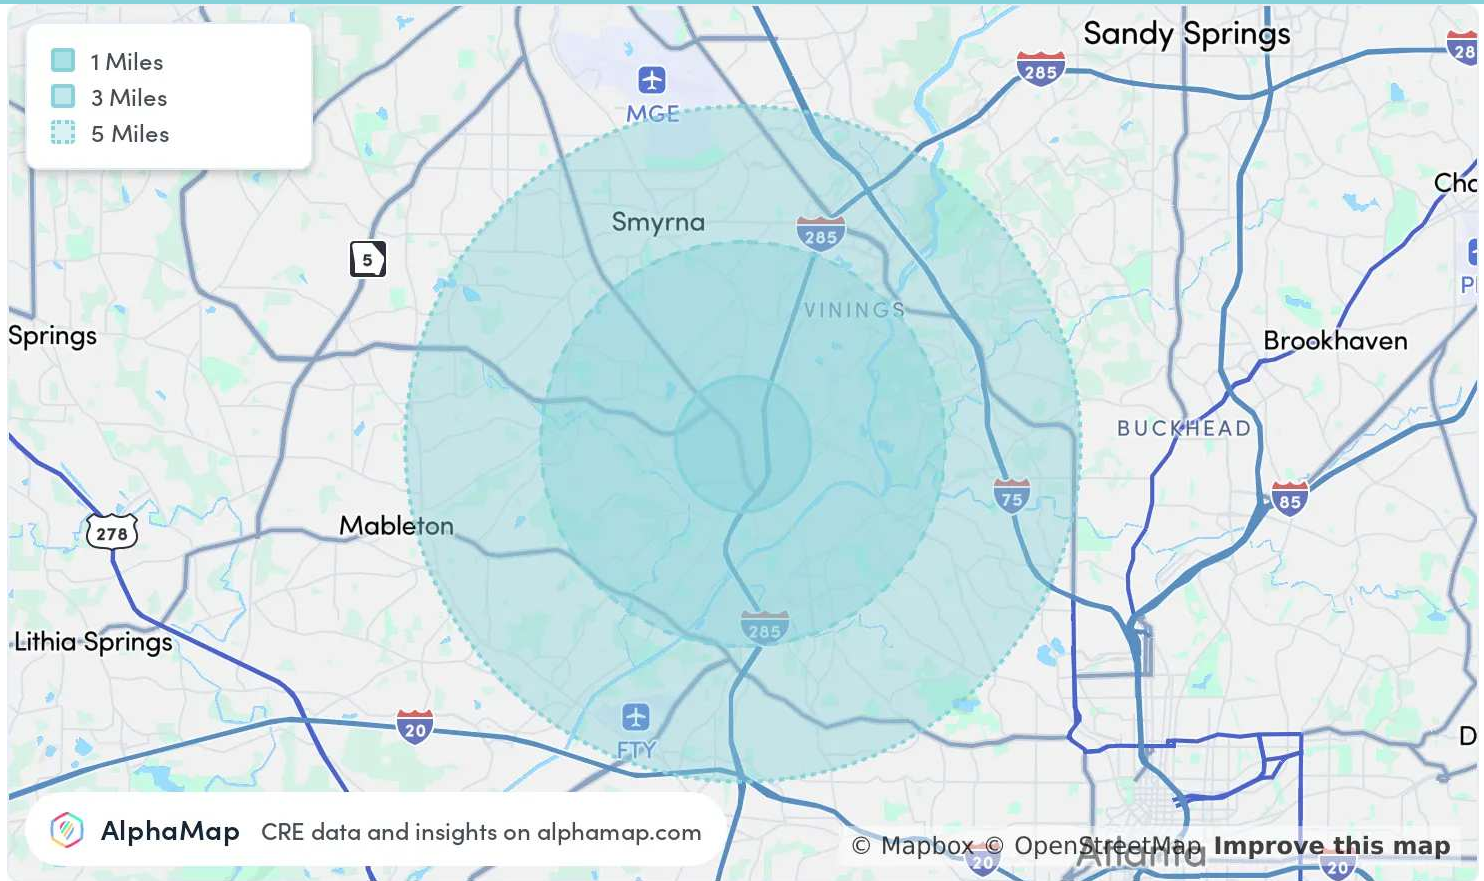 1 Miles
3 Miles
5 Miles
Sandy Springs
285
28
MGE
Cha
Smyrna
5
285
VININGS
Springs
Brookhaven
BUCKHEAD
75
85
278
Mableton
285
Lithia Springs
20
FTY
D
AlphaMap CRE data and insights on alphamap.com
© Mapbox © OpenStreetMap Improve this map
Atlanta
20
20